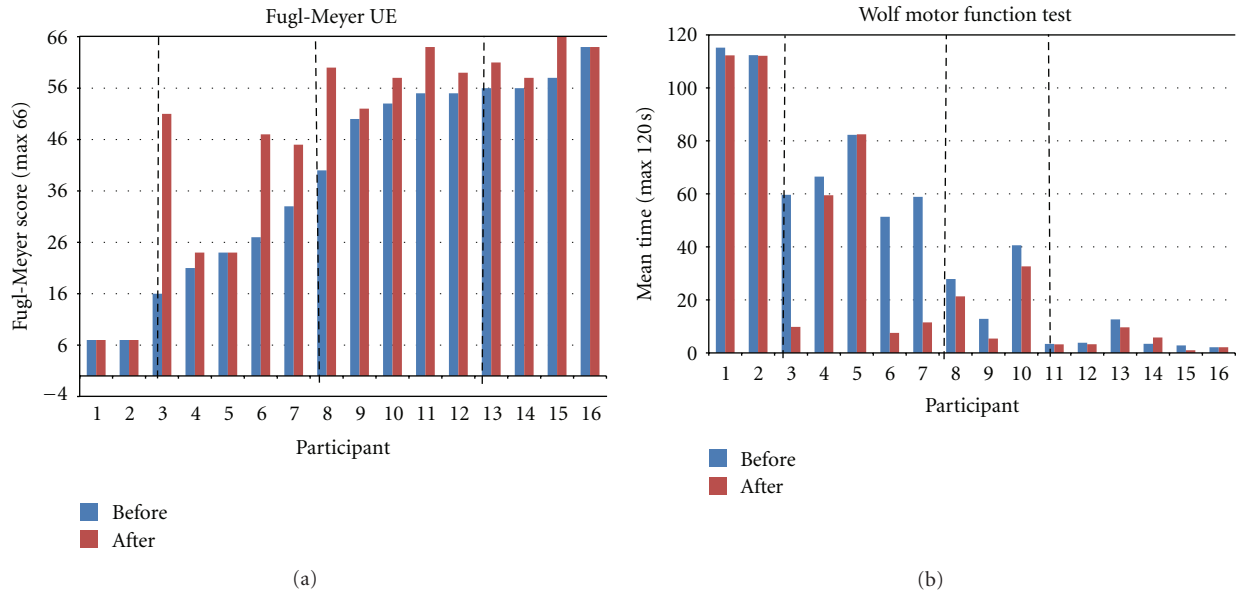 Fugl-Meyer UE
Fugl-Meyer score (max 66)
66
56
46
36
26
16
6
−4
1 2 3 4 5 6 7 8 9 10 11 12 13 14 15 16
Participant
Before
After
(a)
Wolf motor function test
Mean time (max 120 s)
120
100
80
60
40
20
0
1 2 3 4 5 6 7 8 9 10 11 12 13 14 15 16
Participant
Before
After
(b)